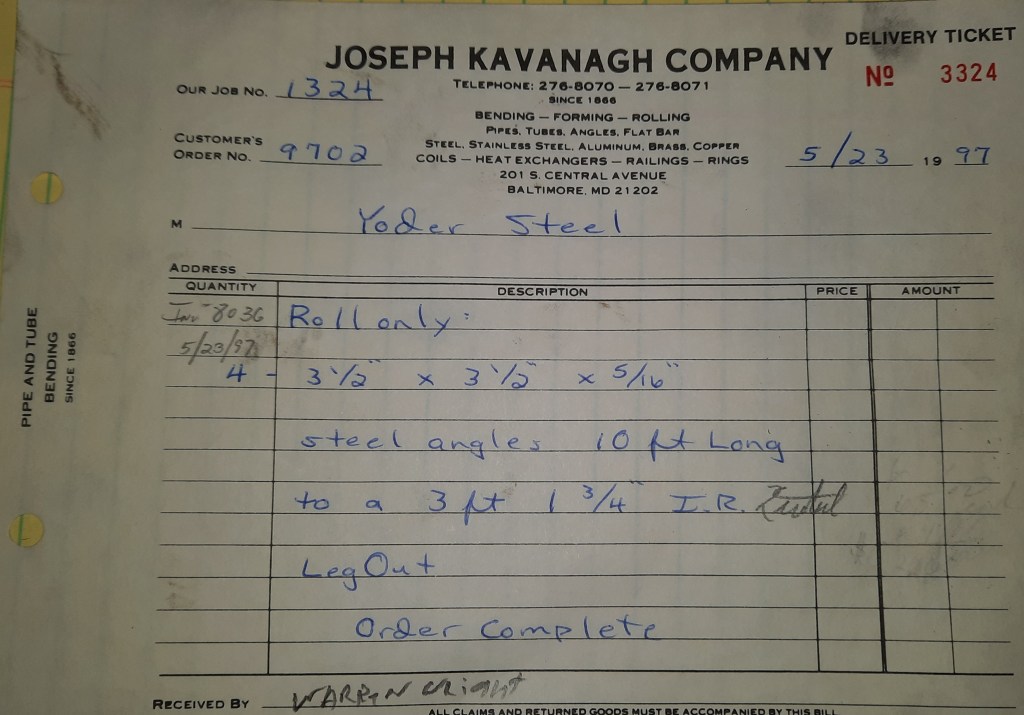 DELIVERY TICKET
JOSEPH KAVANAGH COMPANY
Nº 3324
OUR JOB NO. 1324
TELEPHONE: 276-8070 — 276-8071
SINCE 1866
BENDING — FORMING — ROLLING
PIPES, TUBES, ANGLES, FLAT BAR
CUSTOMER'S
ORDER NO. 9702
STEEL, STAINLESS STEEL, ALUMINUM, BRASS, COPPER
COILS — HEAT EXCHANGERS — RAILINGS — RINGS
5/23 19 97
201 S. CENTRAL AVENUE
BALTIMORE, MD 21202
M Yoder Steel
ADDRESS
QUANTITY DESCRIPTION PRICE AMOUNT
Inv - 8036 Roll only:
5/23/97
4 - 3 1/2" x 3 1/2" x 5/16"
steel angles 10 ft Long
to a 3 ft 1 3/4" I.R.
Leg Out
Order Complete
RECEIVED BY WARREN WRIGHT
ALL CLAIMS AND RETURNED GOODS MUST BE ACCOMPANIED BY THIS BILL
PIPE AND TUBE
BENDING
SINCE 1866